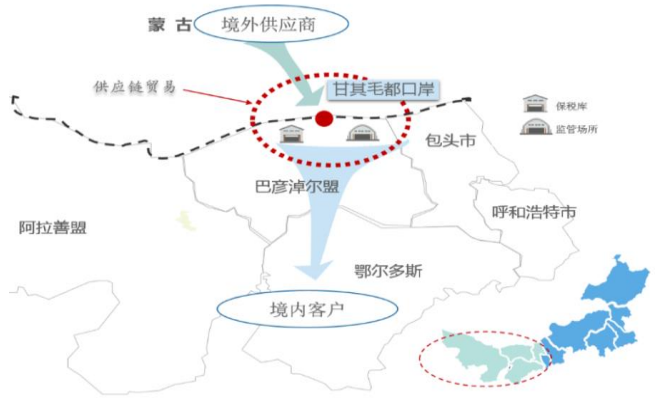 蒙 古
境外供应商
供应链贸易
甘其毛都口岸
保税库
监管场所
包头市
巴彦淖尔盟
呼和浩特市
阿拉善盟
鄂尔多斯
境内客户